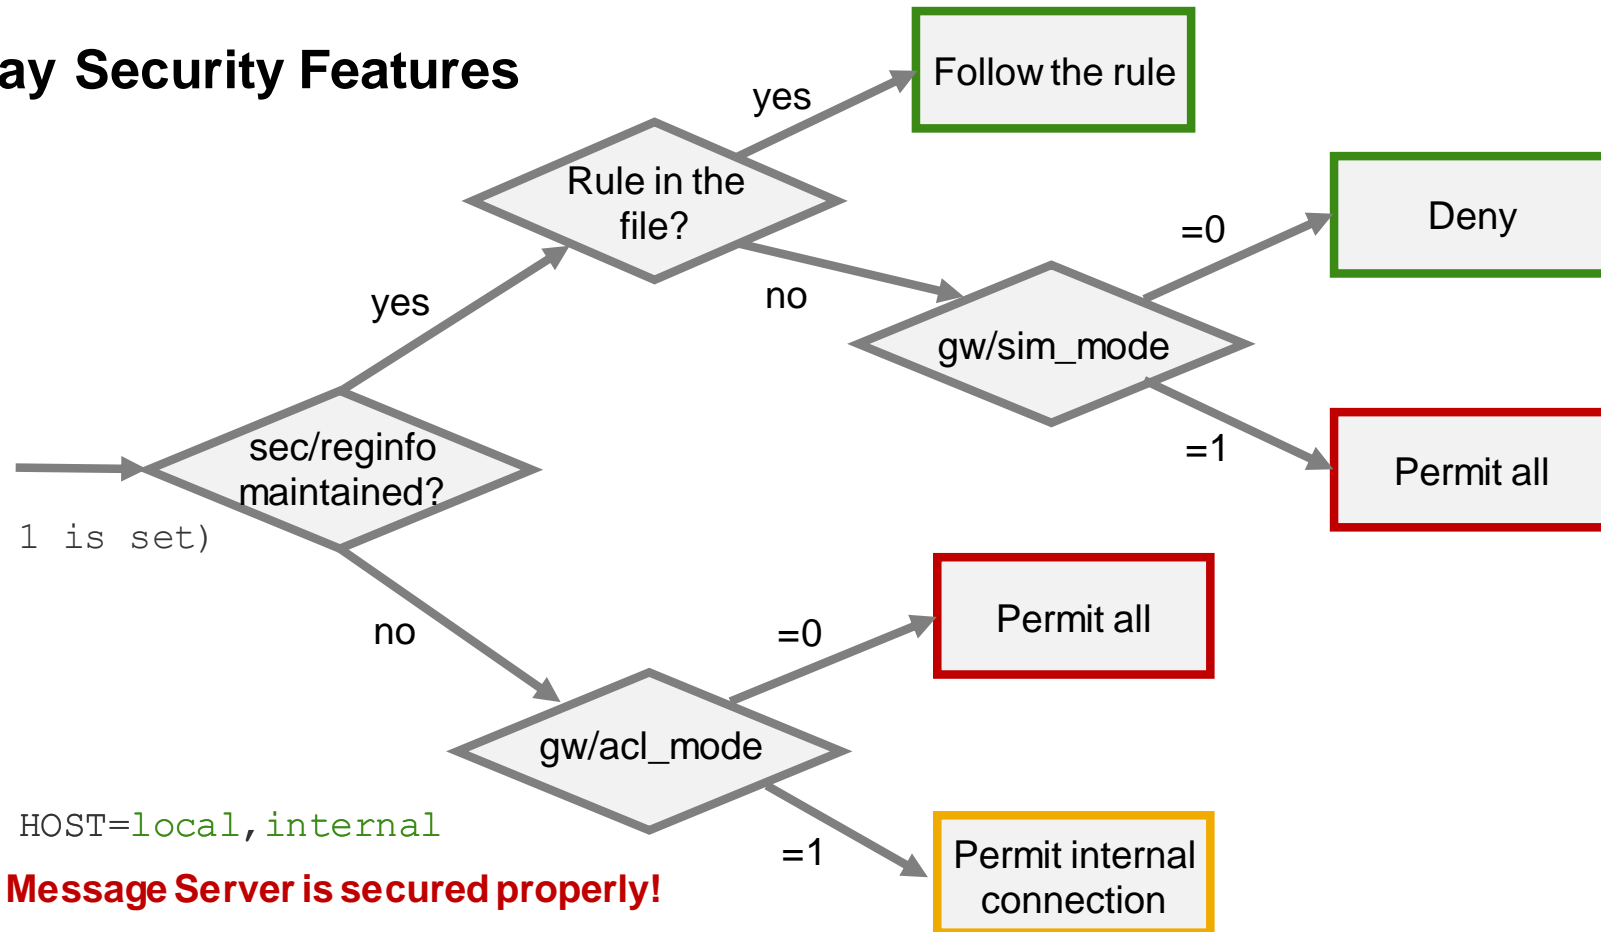 ay Security Features
yes
Follow the rule
Rule in the
file?
=0
Deny
yes
no
gw/sim_mode
=1
Permit all
sec/reginfo
maintained?
1 is set)
no
=0
Permit all
gw/acl_mode
HOST=local,internal
=1
Permit internal
connection
Message Server is secured properly!